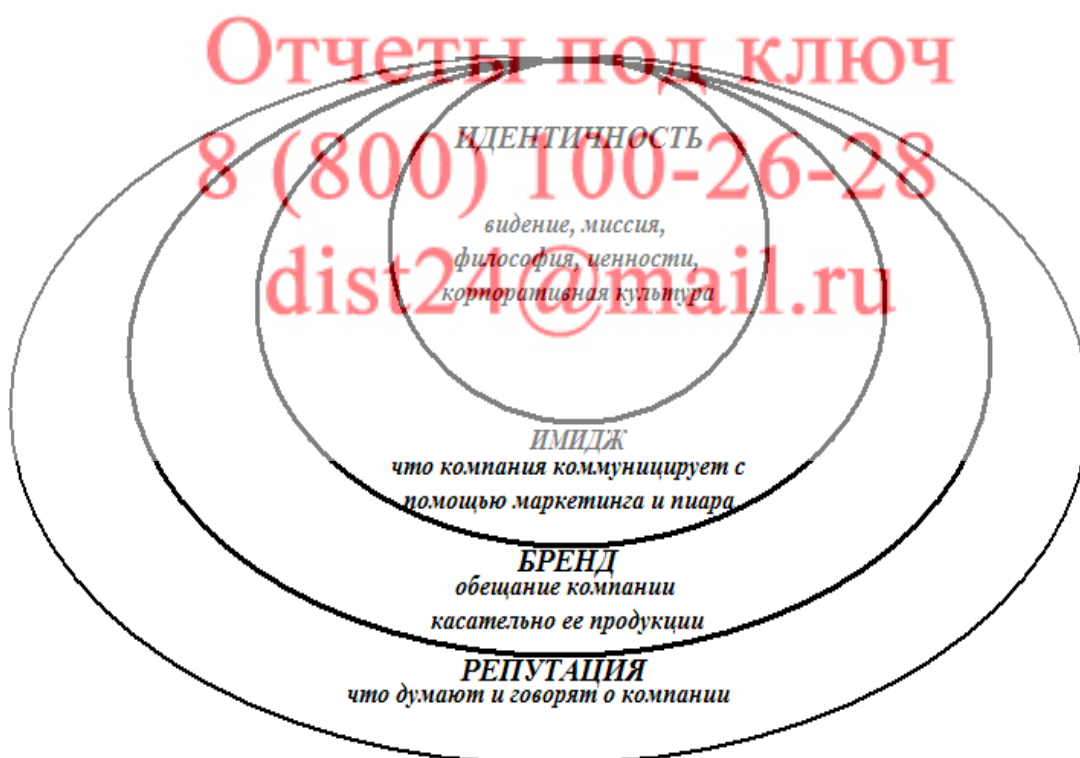 Отчеты под ключ
ИДЕНТИЧНОСТЬ
8 (800) 100-26-28
видение, миссия,
философия, ценности,
dist24@mail.ru
корпоративная культура
ИМИДЖ
что компания коммуницирует с
помощью маркетинга и пиара
БРЕНД
обещание компании
касательно ее продукции
РЕПУТАЦИЯ
что думают и говорят о компании